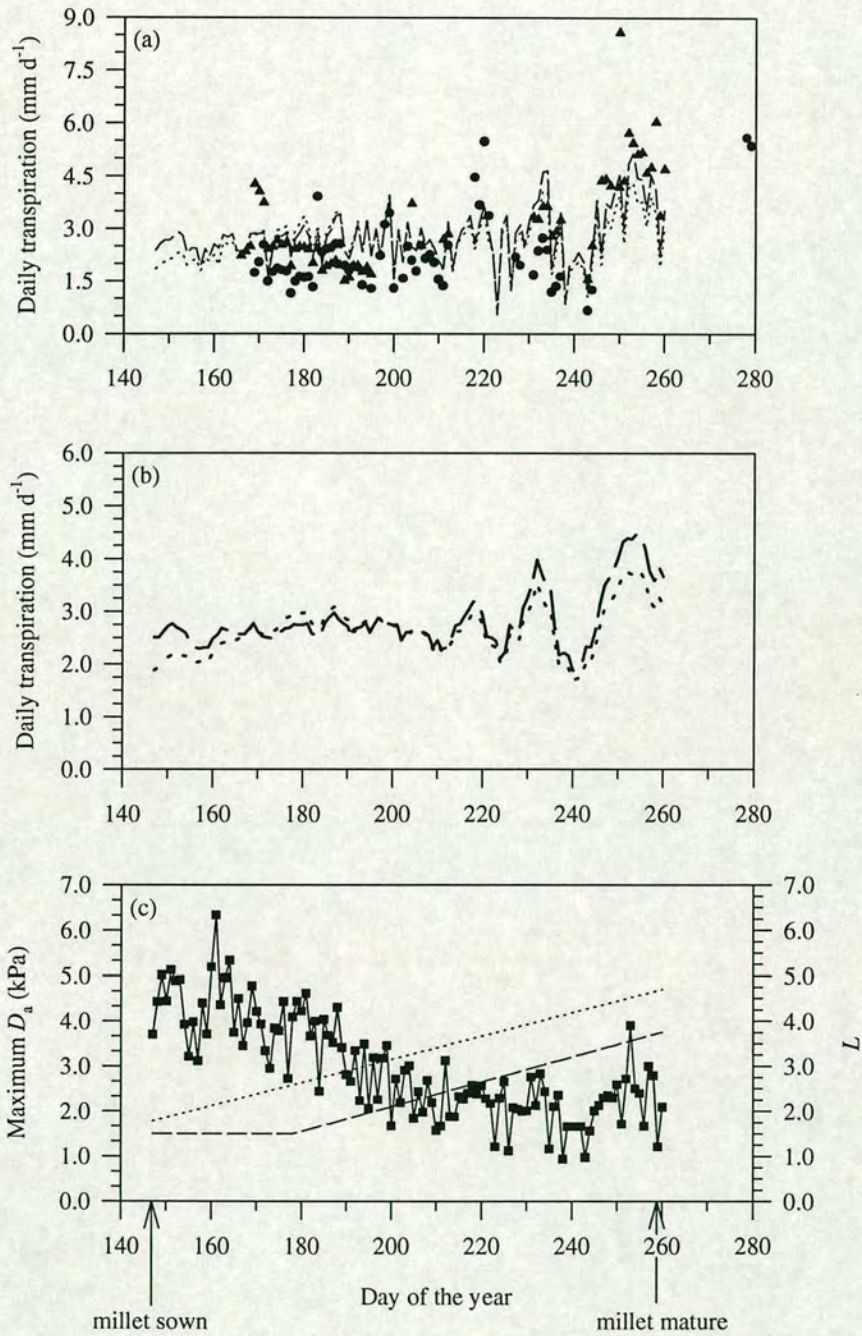 (a)
Daily transpiration (mm d⁻¹)
9.0
7.5
6.0
4.5
3.0
1.5
0.0
140 160 180 200 220 240 260 280
(b)
Daily transpiration (mm d⁻¹)
6.0
5.0
4.0
3.0
2.0
1.0
0.0
140 160 180 200 220 240 260 280
(c)
Maximum Dₐ (kPa)
7.0
6.0
5.0
4.0
3.0
2.0
1.0
0.0
7.0
6.0
5.0
4.0
3.0
2.0
1.0
0.0
L
140 160 180 200 220 240 260 280
Day of the year
millet sown
millet mature